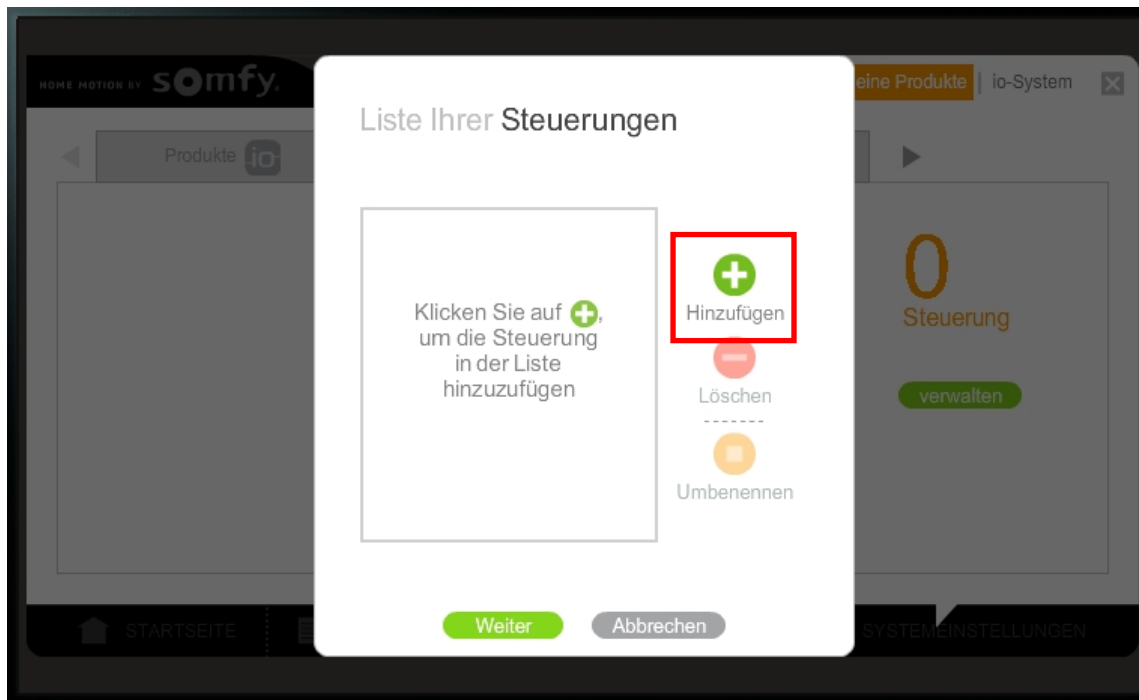 HOME MOTION BY somfy.
eine Produkte | io-System
Produkte io
Liste Ihrer Steuerungen
Klicken Sie auf
,
um die Steuerung
in der Liste
hinzuzufügen
Hinzufügen
Löschen
Umbenennen
0
Steuerung
verwalten
Weiter
Abbrechen
STARTSEITE
SYSTEMEINSTELLUNGEN